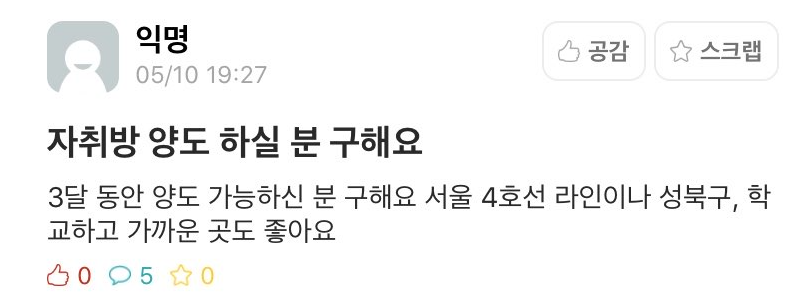 익명
05/10 19:27
공감
스크랩
자취방 양도 하실 분 구해요
3달 동안 양도 가능하신 분 구해요 서울 4호선 라인이나 성북구, 학
교하고 가까운 곳도 좋아요
0 5 0